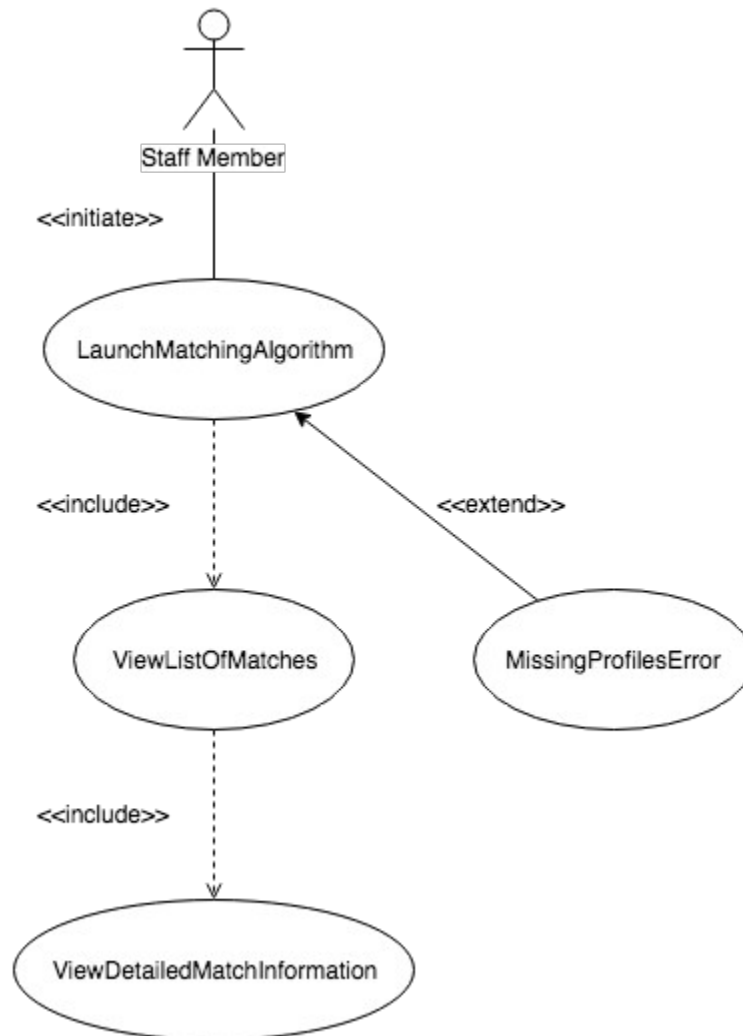 Staff Member
<<initiate>>
LaunchMatchingAlgorithm
<<include>>
<<extend>>
ViewListOfMatches
MissingProfilesError
<<include>>
ViewDetailedMatchInformation